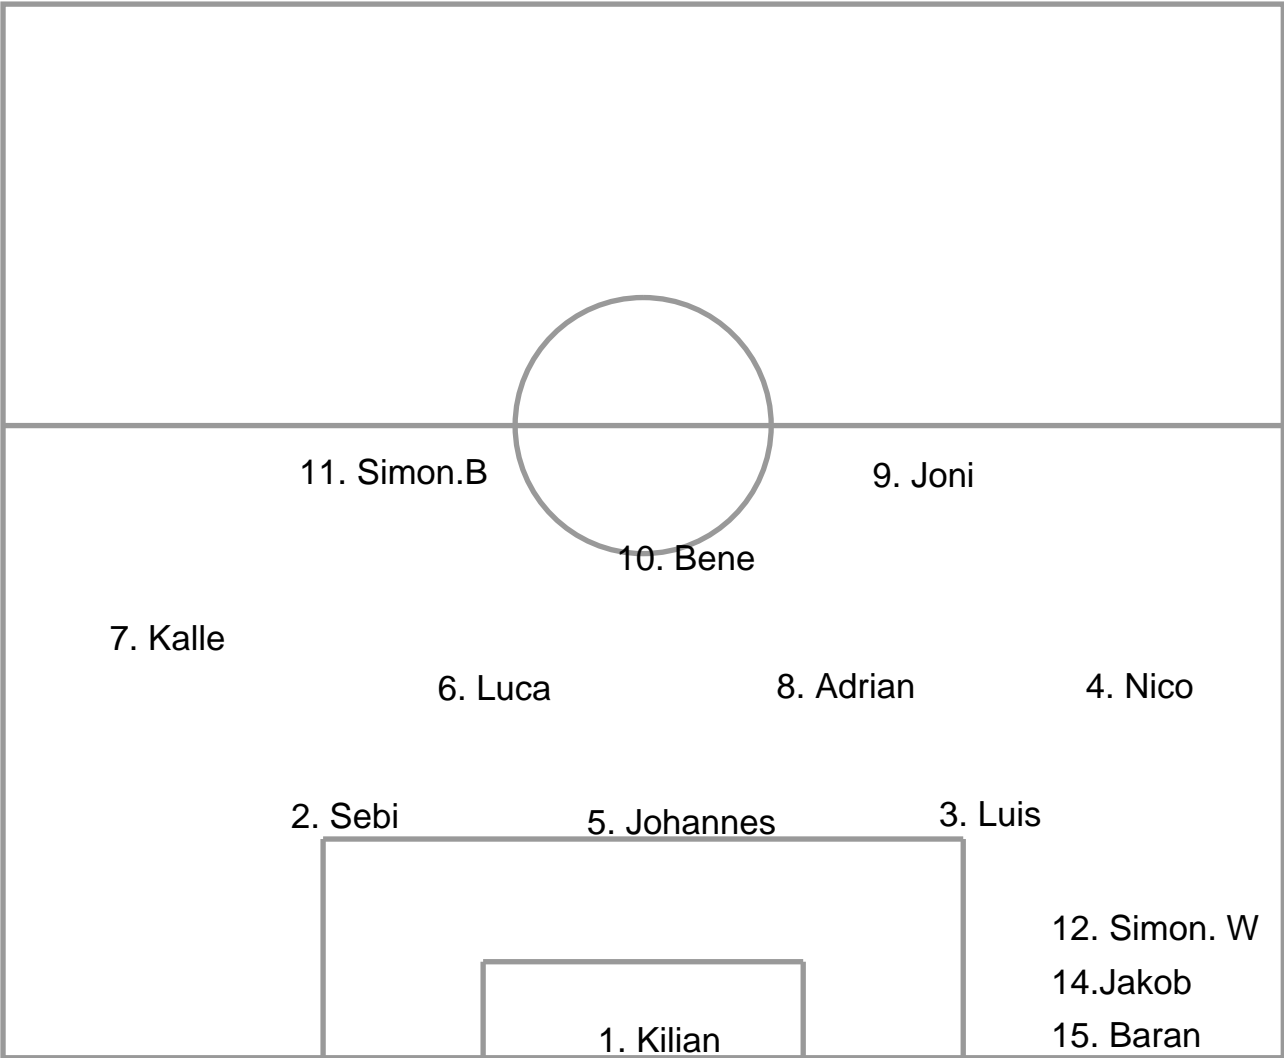 11. Simon.B
9. Joni
10. Bene
7. Kalle
6. Luca
8. Adrian
4. Nico
2. Sebi
5. Johannes
3. Luis
12. Simon. W
14.Jakob
15. Baran
1. Kilian